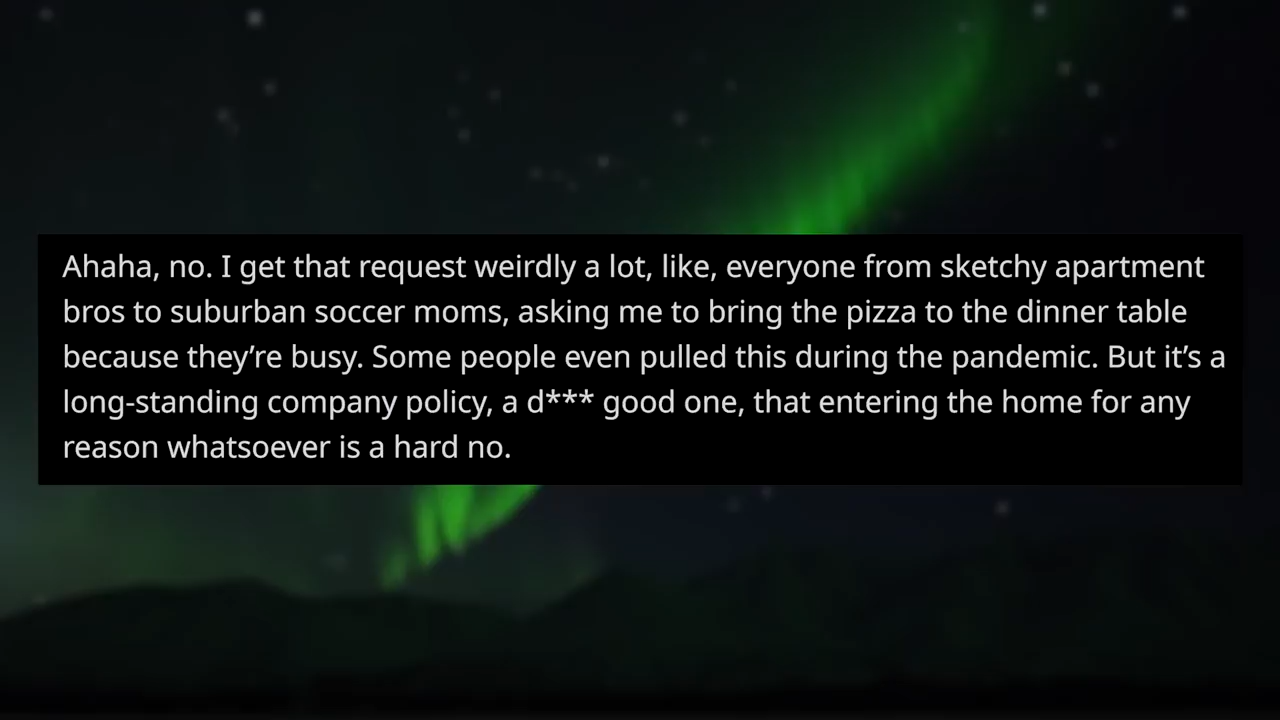 Ahaha, no. I get that request weirdly a lot, like, everyone from sketchy apartment
bros to suburban soccer moms, asking me to bring the pizza to the dinner table
because they’re busy. Some people even pulled this during the pandemic. But it’s a
long-standing company policy, a d*** good one, that entering the home for any
reason whatsoever is a hard no.